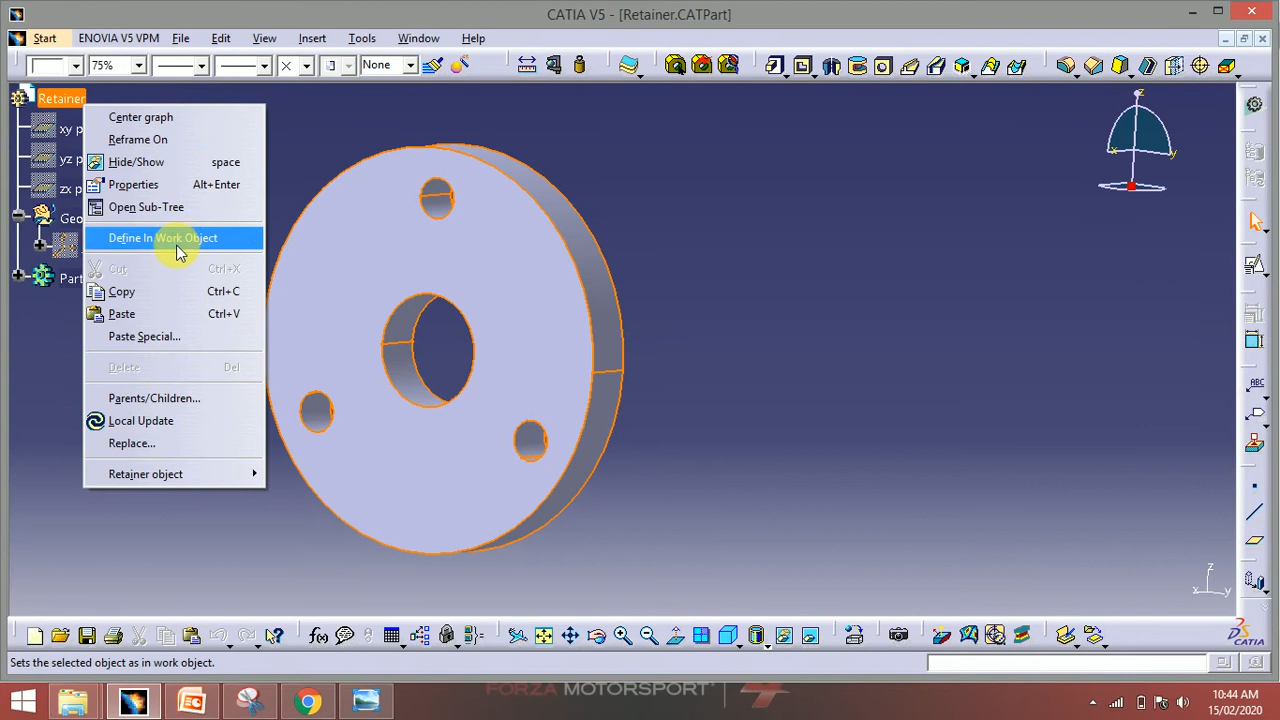 CATIA V5 - [Retainer.CATPart]
Start ENOVIA V5 VPM File Edit View Insert Tools Window Help
75% None
Retainer
xy p
yz p
zx p
Geo
Part
Center graph
Reframe On
Hide/Show space
Properties Alt+Enter
Open Sub-Tree
Define In Work Object
Cut Ctrl+X
Copy Ctrl+C
Paste Ctrl+V
Paste Special...
Delete Del
Parents/Children...
Local Update
Replace...
Retainer object
z
x y
z
x y
ABC
f(x)
CATIA
Sets the selected object as in work object.
FORZA MOTORSPORT
10:44 AM
15/02/2020